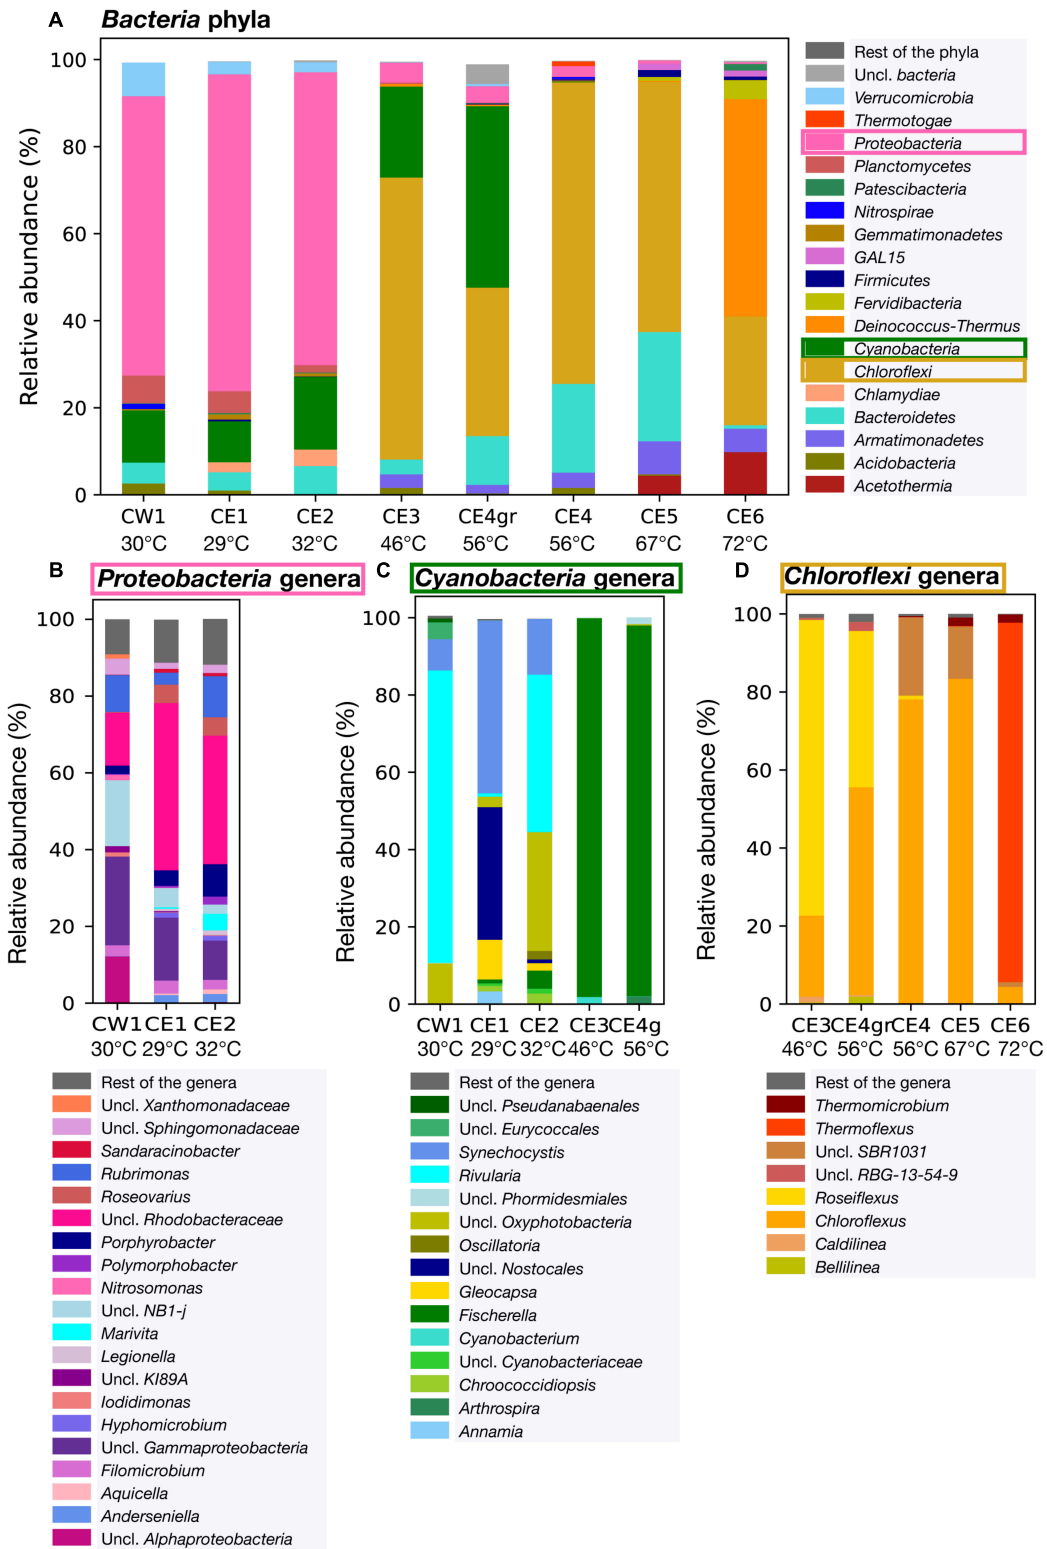 A Bacteria phyla
Relative abundance (%)
100
80
60
40
20
0
CW1 CE1 CE2 CE3 CE4gr CE4 CE5 CE6
30°C 29°C 32°C 46°C 56°C 56°C 67°C 72°C
Rest of the phyla
Uncl. bacteria
Verrucomicrobia
Thermotogae
Proteobacteria
Planctomycetes
Patescibacteria
Nitrospirae
Gemmatimonadetes
GAL15
Firmicutes
Fervidibacteria
Deinococcus-Thermus
Cyanobacteria
Chloroflexi
Chlamydiae
Bacteroidetes
Armatimonadetes
Acidobacteria
Acetothermia
B Proteobacteria genera
Relative abundance (%)
100
80
60
40
20
0
CW1 CE1 CE2
30°C 29°C 32°C
Rest of the genera
Uncl. Xanthomonadaceae
Uncl. Sphingomonadaceae
Sandaracinobacter
Rubrimonas
Roseovarius
Uncl. Rhodobacteraceae
Porphyrobacter
Polymorphobacter
Nitrosomonas
Uncl. NB1-j
Marivita
Legionella
Uncl. KI89A
Iodidimonas
Hyphomicrobium
Uncl. Gammaproteobacteria
Filomicrobium
Aquicella
Anderseniella
Uncl. Alphaproteobacteria
C Cyanobacteria genera
Relative abundance (%)
100
80
60
40
20
0
CW1 CE1 CE2 CE3CE4g
30°C 29°C 32°C 46°C 56°C
Rest of the genera
Uncl. Pseudanabaenales
Uncl. Eurycoccales
Synechocystis
Rivularia
Uncl. Phormidesmiales
Uncl. Oxyphotobacteria
Oscillatoria
Uncl. Nostocales
Gleocapsa
Fischerella
Cyanobacterium
Uncl. Cyanobacteriaceae
Chroococcidiopsis
Arthrospira
Annamia
D Chloroflexi genera
Relative abundance (%)
100
80
60
40
20
0
CE3CE4grCE4 CE5 CE6
46°C 56°C 56°C 67°C 72°C
Rest of the genera
Thermomicrobium
Thermoflexus
Uncl. SBR1031
Uncl. RBG-13-54-9
Roseiflexus
Chloroflexus
Caldilinea
Bellilinea